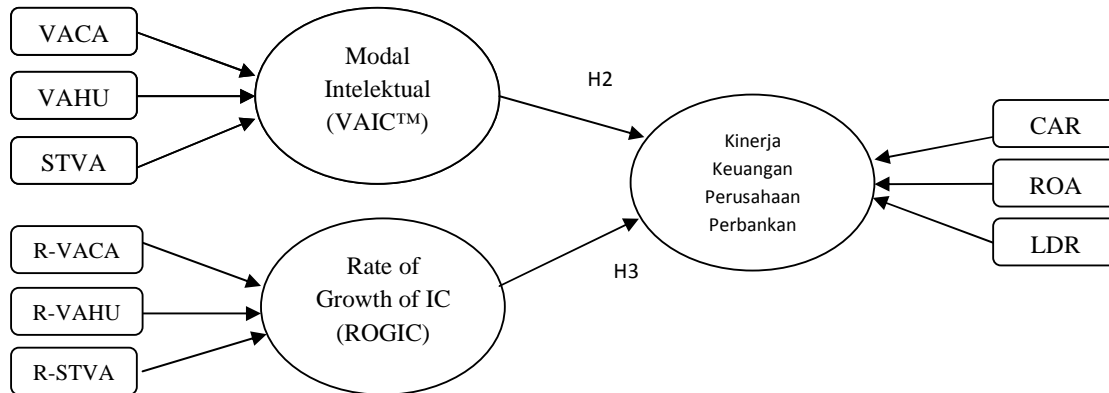 VACA
VAHU
STVA
Modal
Intelektual
(VAIC™)
H2
Kinerja
Keuangan
Perusahaan
Perbankan
CAR
ROA
LDR
R-VACA
R-VAHU
R-STVA
Rate of
Growth of IC
(ROGIC)
H3